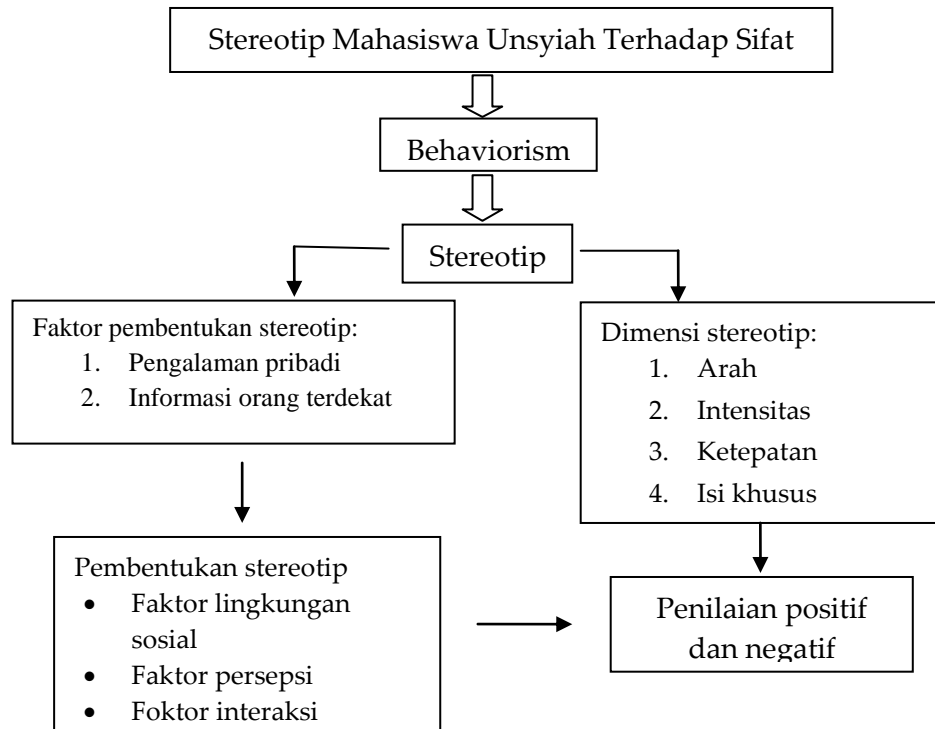 Stereotip Mahasiswa Unsyiah Terhadap Sifat
Behaviorism
Stereotip
Faktor pembentukan stereotip:
1. Pengalaman pribadi
2. Informasi orang terdekat
Dimensi stereotip:
1. Arah
2. Intensitas
3. Ketepatan
4. Isi khusus
Pembentukan stereotip
• Faktor lingkungan
sosial
• Faktor persepsi
• Foktor interaksi
Penilaian positif
dan negatif